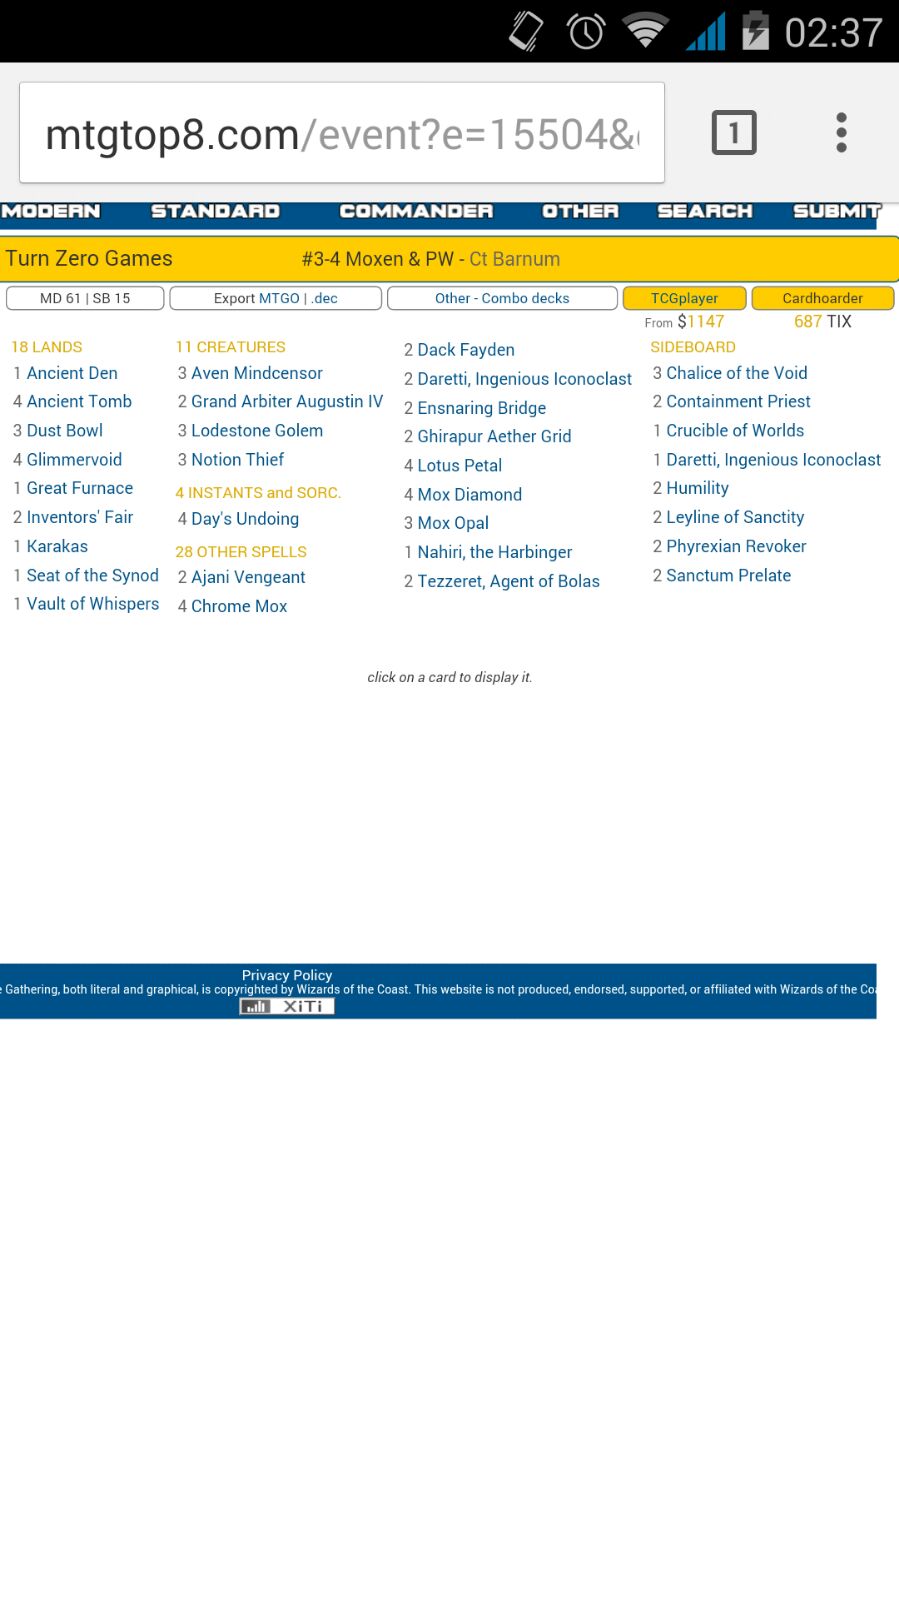 02:37
mtgtop8.com/event?e=15504&
1
MODERN STANDARD COMMANDER OTHER SEARCH SUBMIT
Turn Zero Games #3-4 Moxen & PW - Ct Barnum
MD 61 | SB 15 Export MTGO | .dec Other - Combo decks TCGplayer Cardhoarder
From $1147 687 TIX
18 LANDS
1 Ancient Den
4 Ancient Tomb
3 Dust Bowl
4 Glimmervoid
1 Great Furnace
2 Inventors' Fair
1 Karakas
1 Seat of the Synod
1 Vault of Whispers
11 CREATURES
3 Aven Mindcensor
2 Grand Arbiter Augustin IV
3 Lodestone Golem
3 Notion Thief
4 INSTANTS and SORC.
4 Day's Undoing
28 OTHER SPELLS
2 Ajani Vengeant
4 Chrome Mox
2 Dack Fayden
2 Daretti, Ingenious Iconoclast
2 Ensnaring Bridge
2 Ghirapur Aether Grid
4 Lotus Petal
4 Mox Diamond
3 Mox Opal
1 Nahiri, the Harbinger
2 Tezzeret, Agent of Bolas
SIDEBOARD
3 Chalice of the Void
2 Containment Priest
1 Crucible of Worlds
1 Daretti, Ingenious Iconoclast
2 Humility
2 Leyline of Sanctity
2 Phyrexian Revoker
2 Sanctum Prelate
click on a card to display it.
Privacy Policy
e Gathering, both literal and graphical, is copyrighted by Wizards of the Coast. This website is not produced, endorsed, supported, or affiliated with Wizards of the Coa
XiTi